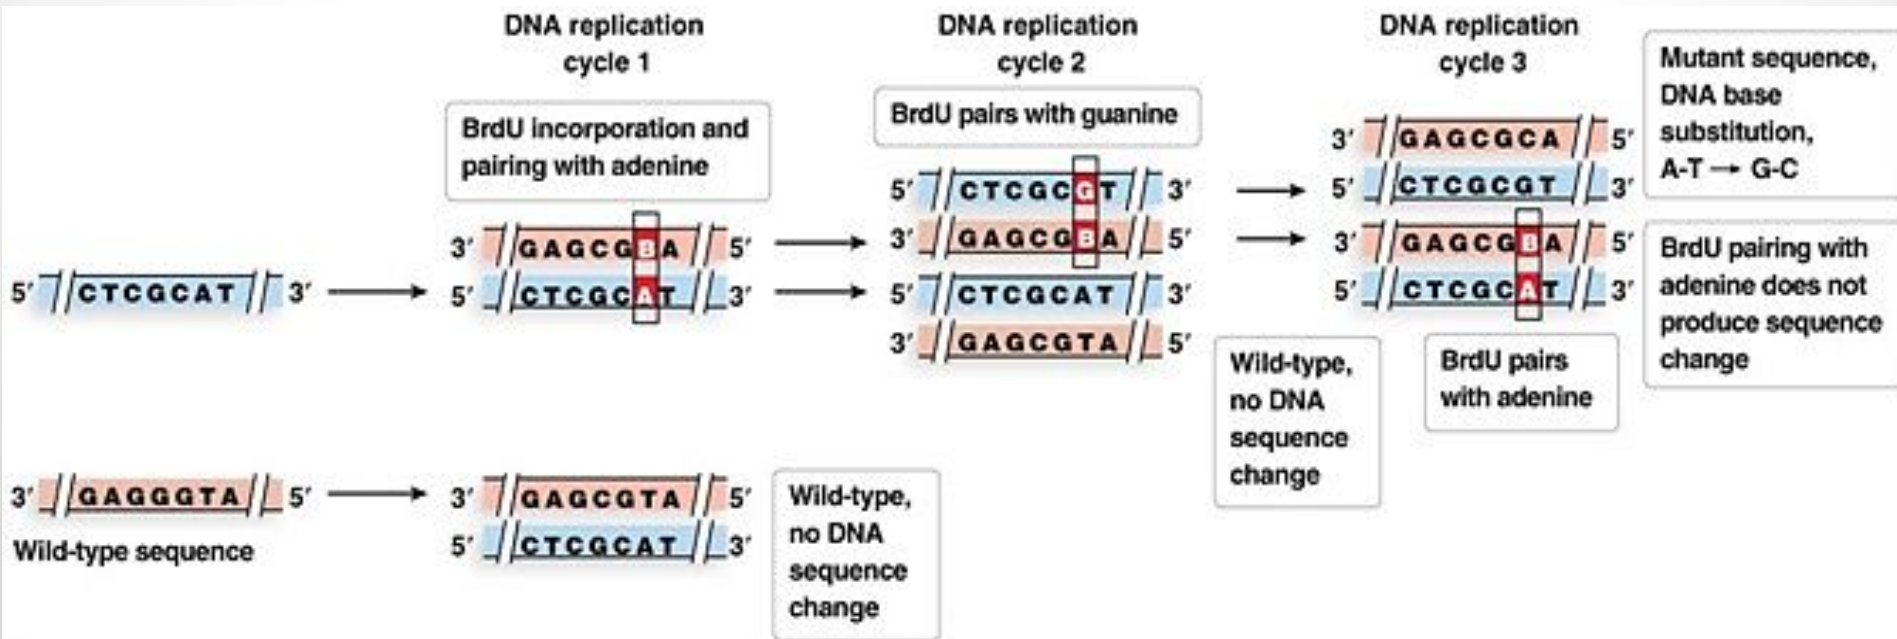 DNA replication
cycle 1
DNA replication
cycle 2
DNA replication
cycle 3
BrdU incorporation and
pairing with adenine
BrdU pairs with guanine
Mutant sequence,
DNA base
substitution,
A-T → G-C
5′ CTCGCAT 3′
3′ GAGCGBA 5′
5′ CTCGCAT 3′
5′ CTCGCGT 3′
3′ GAGCGBA 5′
5′ CTCGCAT 3′
3′ GAGCGTA 5′
3′ GAGCGCA 5′
5′ CTCGCGT 3′
3′ GAGCGBA 5′
5′ CTCGCAT 3′
BrdU pairing with
adenine does not
produce sequence
change
Wild-type,
no DNA
sequence
change
BrdU pairs
with adenine
3′ GAGGGTA 5′
Wild-type sequence
3′ GAGCGTA 5′
5′ CTCGCAT 3′
Wild-type,
no DNA
sequence
change